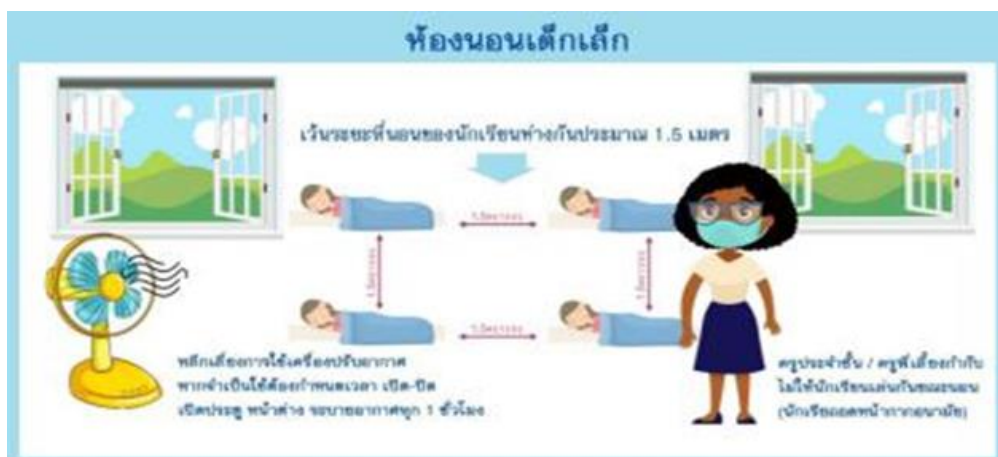 ห้องนอนเด็กเล็ก
เว้นระยะที่นอนของนักเรียนห่างกันประมาณ 1.5 เมตร
หลีกเลี่ยงการใช้เครื่องปรับอากาศ
หากจำเป็นใช้ต้องกำหนดเวลา เปิด-ปิด
เปิดประตู หน้าต่าง ระบายอากาศทุก 1 ชั่วโมง
ครูประจำชั้น / ครูพี่เลี้ยงกำกับ
ไม่ให้นักเรียนเล่นกันขณะนอน
(นักเรียนถอดหน้ากากอนามัย)